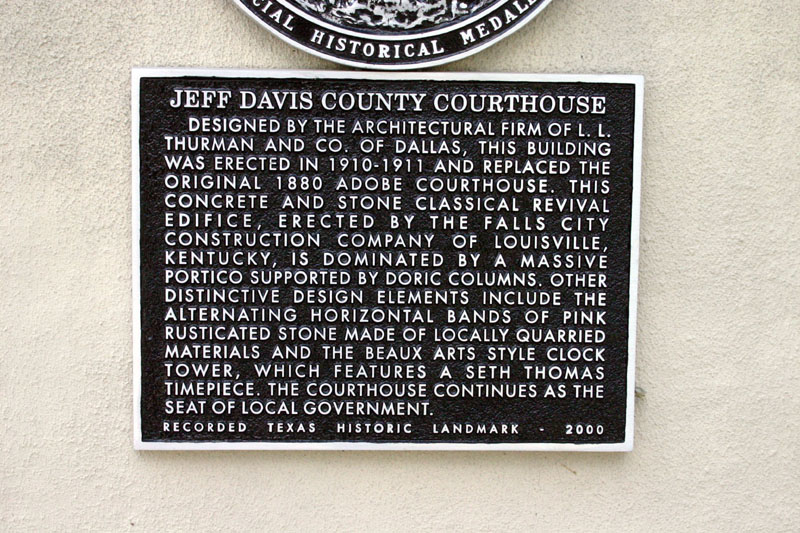 CIAL HISTORICAL MEDAL
JEFF DAVIS COUNTY COURTHOUSE
DESIGNED BY THE ARCHITECTURAL FIRM OF L. L.
THURMAN AND CO. OF DALLAS, THIS BUILDING
WAS ERECTED IN 1910-1911 AND REPLACED THE
ORIGINAL 1880 ADOBE COURTHOUSE. THIS
CONCRETE AND STONE CLASSICAL REVIVAL
EDIFICE, ERECTED BY THE FALLS CITY
CONSTRUCTION COMPANY OF LOUISVILLE,
KENTUCKY, IS DOMINATED BY A MASSIVE
PORTICO SUPPORTED BY DORIC COLUMNS. OTHER
DISTINCTIVE DESIGN ELEMENTS INCLUDE THE
ALTERNATING HORIZONTAL BANDS OF PINK
RUSTICATED STONE MADE OF LOCALLY QUARRIED
MATERIALS AND THE BEAUX ARTS STYLE CLOCK
TOWER, WHICH FEATURES A SETH THOMAS
TIMEPIECE. THE COURTHOUSE CONTINUES AS THE
SEAT OF LOCAL GOVERNMENT.
RECORDED TEXAS HISTORIC LANDMARK - 2000